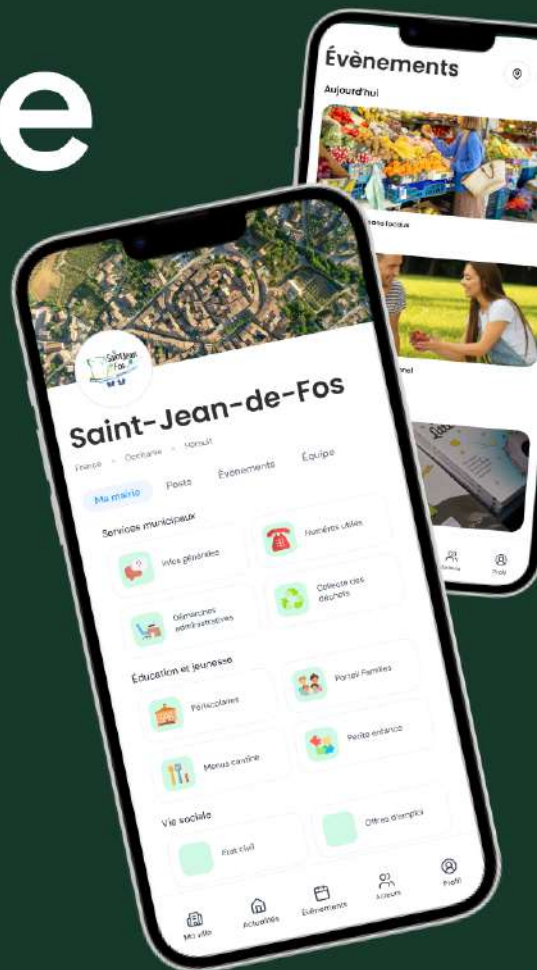 e
Évènements
Aujourd'hui
Saint-Jean-de-Fos
France
Occitanie
Hérault
Ma mairie
Posts
Évènements
Équipe
Services municipaux
Infos générales
Numéros utiles
Démarches
administratives
Collecte des
déchets
Éducation et jeunesse
Périscolaires
Portail Familles
Menus cantine
Petite enfance
Vie sociale
État civil
Offres d'emploi
Ma ville
Actualités
Évènements
Acteurs
Profil
Profil